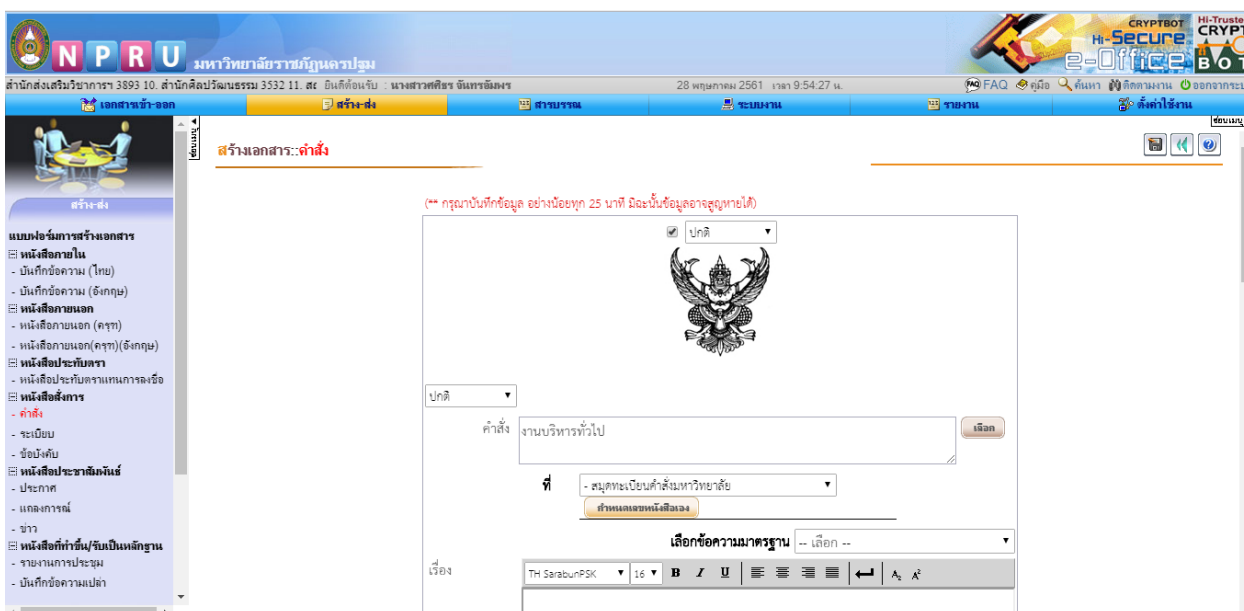 N P R U มหาวิทยาลัยราชภัฏนครปฐม
CRYPTBOT
Hi-Secure
e-Office
Hi-Truste
CRYPT
BOT
สำนักส่งเสริมวิชาการฯ 3893 10. สำนักศิลปวัฒนธรรม 3532 11. สถ ยินดีต้อนรับ : นางสาวศศิธร จันทรอัมพร 28 พฤษภาคม 2561 เวลา 9:54:27 น. FAQ คู่มือ ค้นหา ติดตามงาน ออกจากระบ
เอกสารเข้า-ออก สร้าง-ส่ง สารบรรณ ระบบงาน รายงาน ตั้งค่าใช้งาน
ซ่อนเมนู
ซ่อนเมนู
สร้างเอกสาร::คำสั่ง
สร้าง-ส่ง
แบบฟอร์มการสร้างเอกสาร
หนังสือภายใน
- บันทึกข้อความ (ไทย)
- บันทึกข้อความ (อังกฤษ)
หนังสือภายนอก
- หนังสือภายนอก (ครุฑ)
- หนังสือภายนอก(ครุฑ)(อังกฤษ)
หนังสือประทับตรา
- หนังสือประทับตราแทนการลงชื่อ
หนังสือสั่งการ
- คำสั่ง
- ระเบียบ
- ข้อบังคับ
หนังสือประชาสัมพันธ์
- ประกาศ
- แถลงการณ์
- ข่าว
หนังสือที่ทำขึ้น/รับเป็นหลักฐาน
- รายงานการประชุม
- บันทึกข้อความเปล่า
(** กรุณาบันทึกข้อมูล อย่างน้อยทุก 25 นาที มิฉะนั้นข้อมูลอาจสูญหายได้)
ปกติ
ปกติ
คำสั่ง งานบริหารทั่วไป เลือก
ที่ - สมุดทะเบียนคำสั่งมหาวิทยาลัย
กำหนดเลขหนังสือเอง
เลือกข้อความมาตรฐาน -- เลือก --
เรื่อง TH SarabunPSK 16 B I U A₂ A²